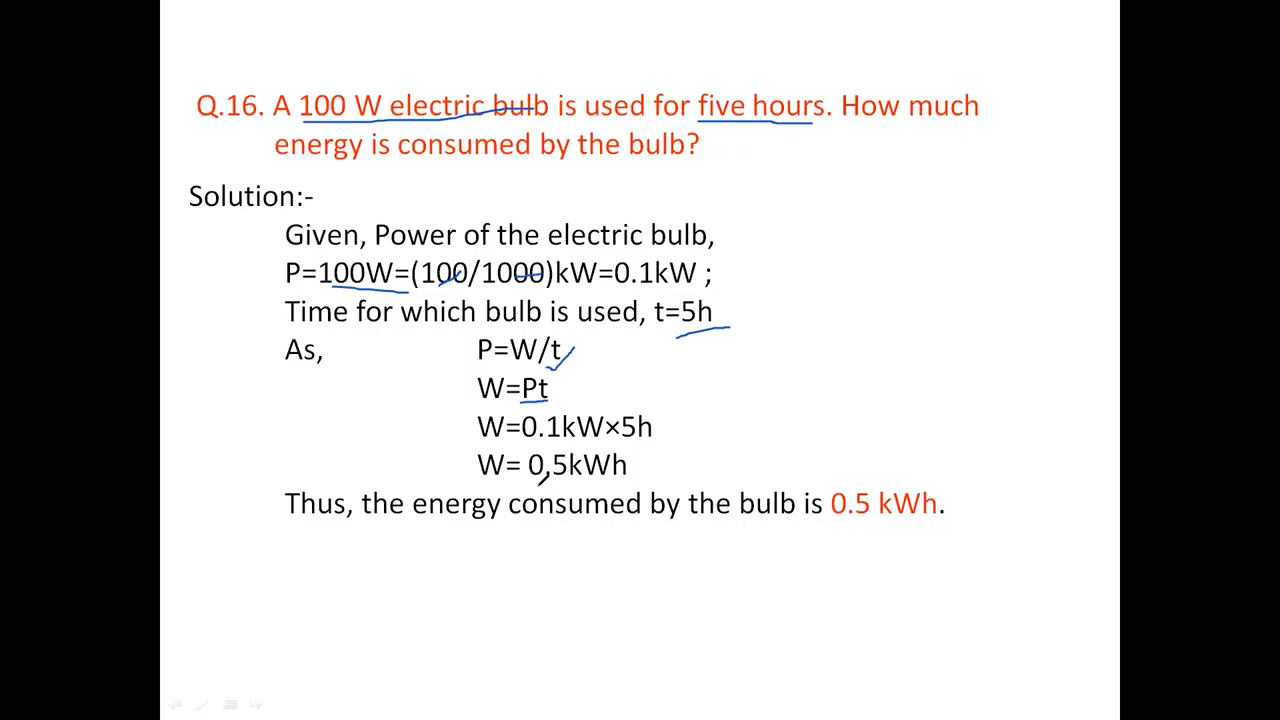 Q.16. A 100 W electric bulb is used for five hours. How much
energy is consumed by the bulb?
Solution:-
Given, Power of the electric bulb,
P=100W=(100/1000)kW=0.1kW ;
Time for which bulb is used, t=5h
As, P=W/t
W=Pt
W=0.1kW×5h
W= 0,5kWh
Thus, the energy consumed by the bulb is 0.5 kWh.